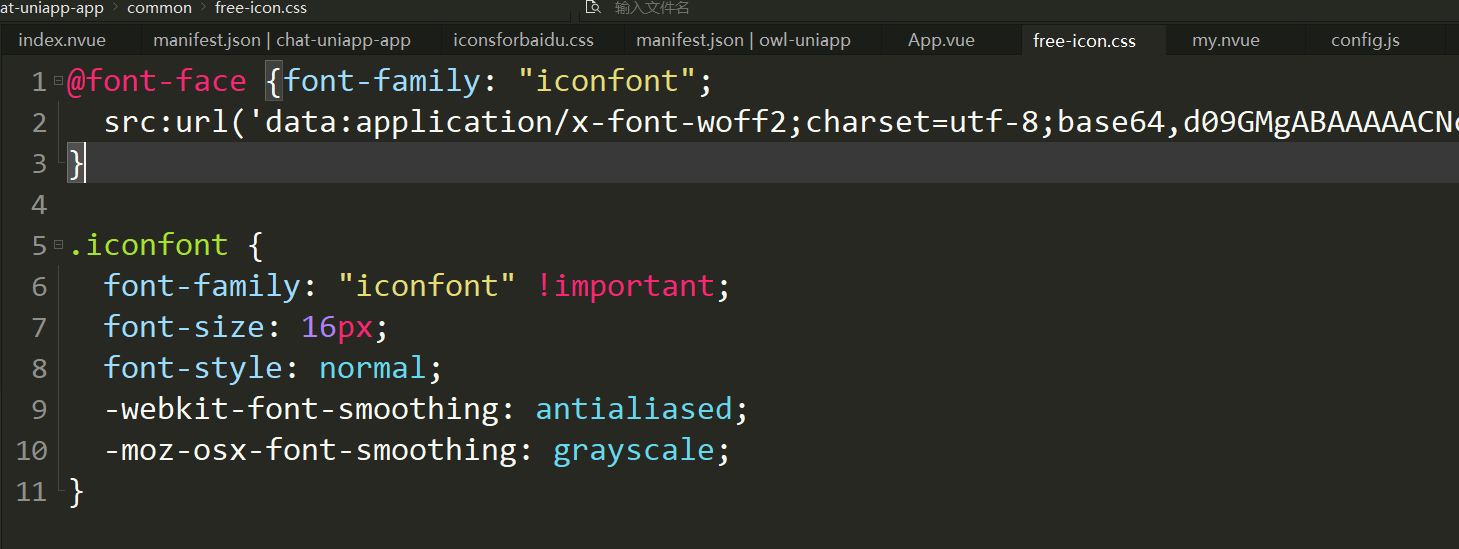 at-uniapp-app > common > free-icon.css
输入文件名
index.nvue manifest.json | chat-uniapp-app iconsforbaidu.css manifest.json | owl-uniapp App.vue free-icon.css my.nvue config.js
1 @font-face {font-family: "iconfont";
2 src:url('data:application/x-font-woff2;charset=utf-8;base64,d09GMgABAAAAAACN
3 }
4
5 .iconfont {
6 font-family: "iconfont" !important;
7 font-size: 16px;
8 font-style: normal;
9 -webkit-font-smoothing: antialiased;
10 -moz-osx-font-smoothing: grayscale;
11 }